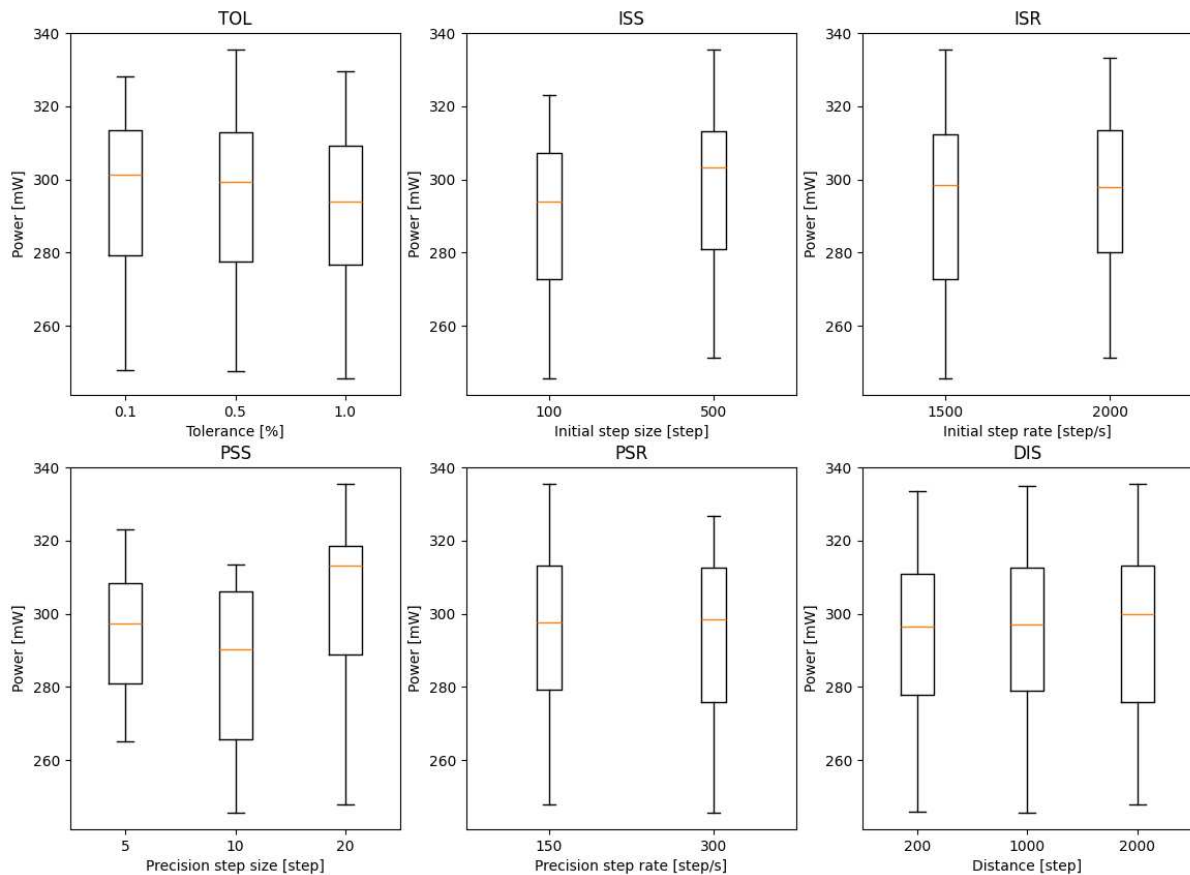 TOL
ISS
ISR
340
320
300
280
260
Power [mW]
0.1 0.5 1.0
Tolerance [%]
340
320
300
280
260
Power [mW]
100 500
Initial step size [step]
340
320
300
280
260
Power [mW]
1500 2000
Initial step rate [step/s]
PSS
PSR
DIS
340
320
300
280
260
Power [mW]
5 10 20
Precision step size [step]
340
320
300
280
260
Power [mW]
150 300
Precision step rate [step/s]
340
320
300
280
260
Power [mW]
200 1000 2000
Distance [step]